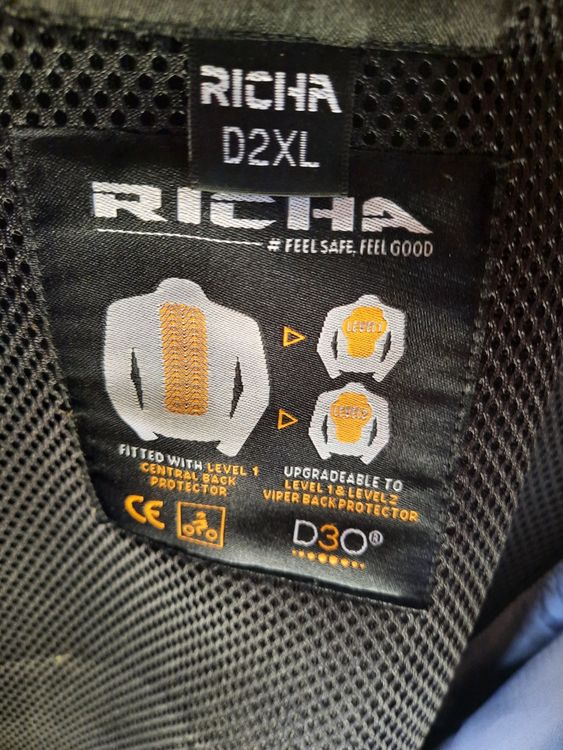 RICHA
D2XL
RICHA
# FEEL SAFE. FEEL GOOD
LEVEL 1
LEVEL 2
FITTED WITH LEVEL 1
CENTRAL BACK
PROTECTOR
UPGRADEABLE TO
LEVEL 1 & LEVEL 2
VIPER BACK PROTECTOR
CE
D3O®